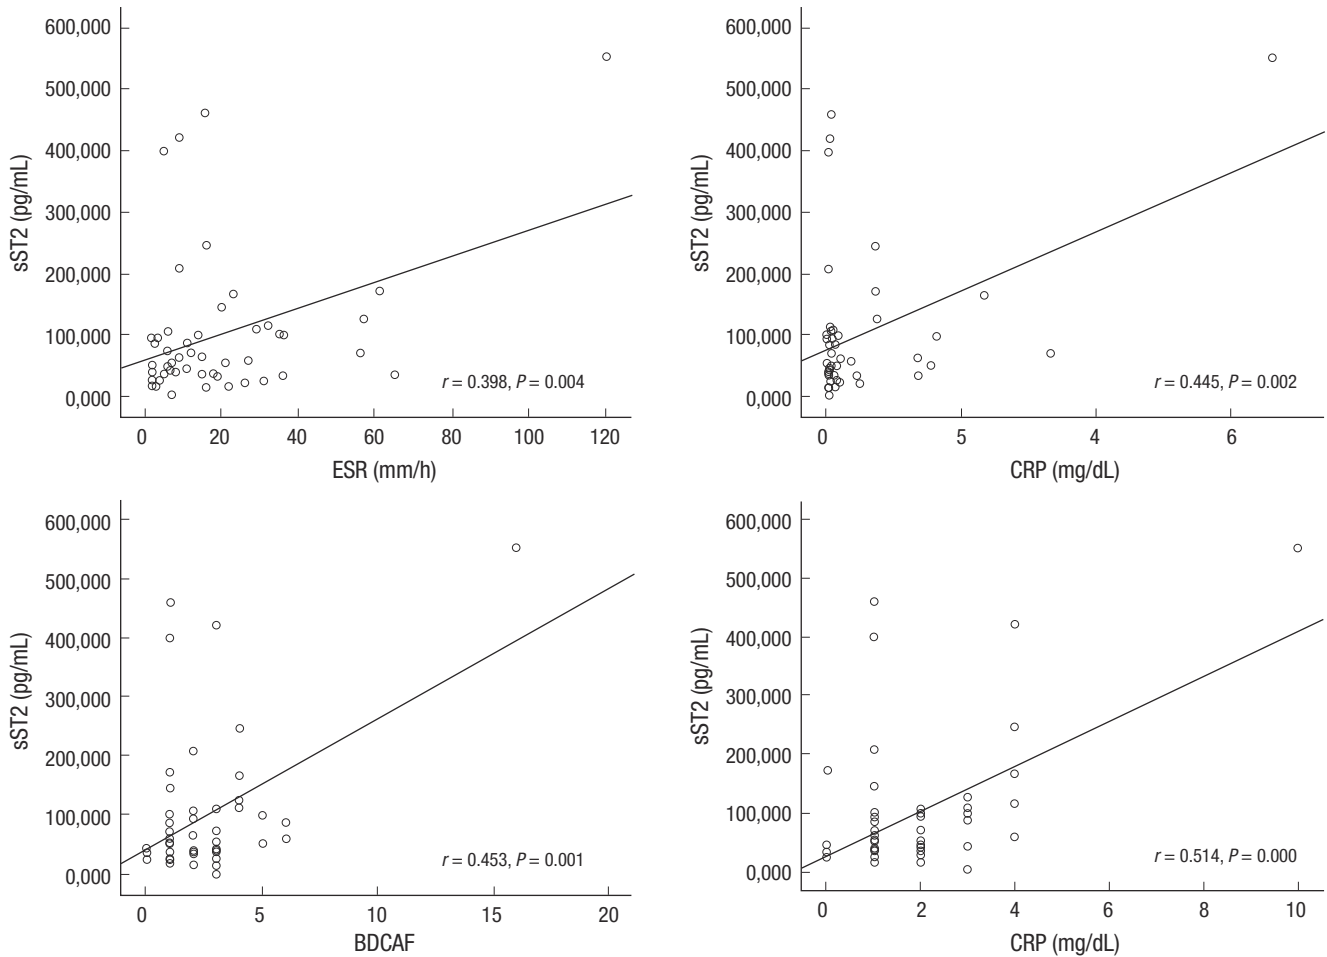 600,000
500,000
400,000
300,000
200,000
100,000
0,000
sST2 (pg/mL)
r = 0.398, P = 0.004
0 20 40 60 80 100 120
ESR (mm/h)
600,000
500,000
400,000
300,000
200,000
100,000
0,000
sST2 (pg/mL)
r = 0.445, P = 0.002
0 5 4 6
CRP (mg/dL)
600,000
500,000
400,000
300,000
200,000
100,000
0,000
sST2 (pg/mL)
r = 0.453, P = 0.001
0 5 10 15 20
BDCAF
600,000
500,000
400,000
300,000
200,000
100,000
0,000
sST2 (pg/mL)
r = 0.514, P = 0.000
0 2 4 6 8 10
CRP (mg/dL)